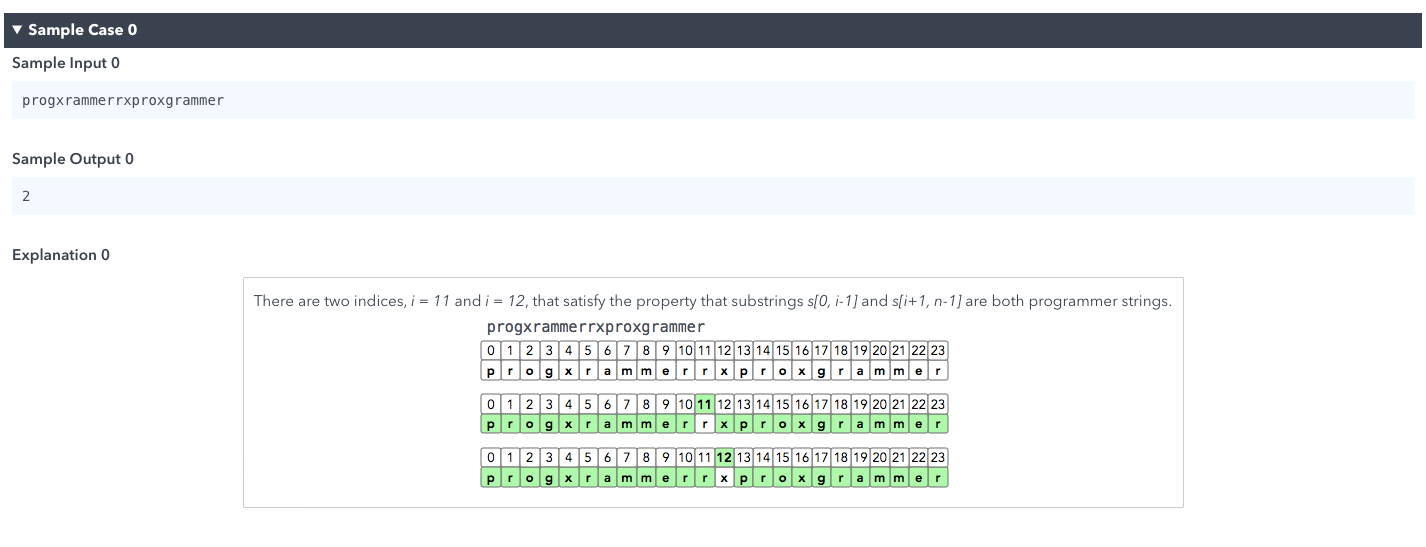 ▼ Sample Case 0
Sample Input 0
progxrammerrxproxgrammer
Sample Output 0
2
Explanation 0
There are two indices, i = 11 and i = 12, that satisfy the property that substrings s[0, i-1] and s[i+1, n-1] are both programmer strings.
progxrammerrxproxgrammer
0 1 2 3 4 5 6 7 8 9 10 11 12 13 14 15 16 17 18 19 20 21 22 23
p r o g x r a m m e r r x p r o x g r a m m e r
0 1 2 3 4 5 6 7 8 9 10 11 12 13 14 15 16 17 18 19 20 21 22 23
p r o g x r a m m e r r x p r o x g r a m m e r
0 1 2 3 4 5 6 7 8 9 10 11 12 13 14 15 16 17 18 19 20 21 22 23
p r o g x r a m m e r r x p r o x g r a m m e r